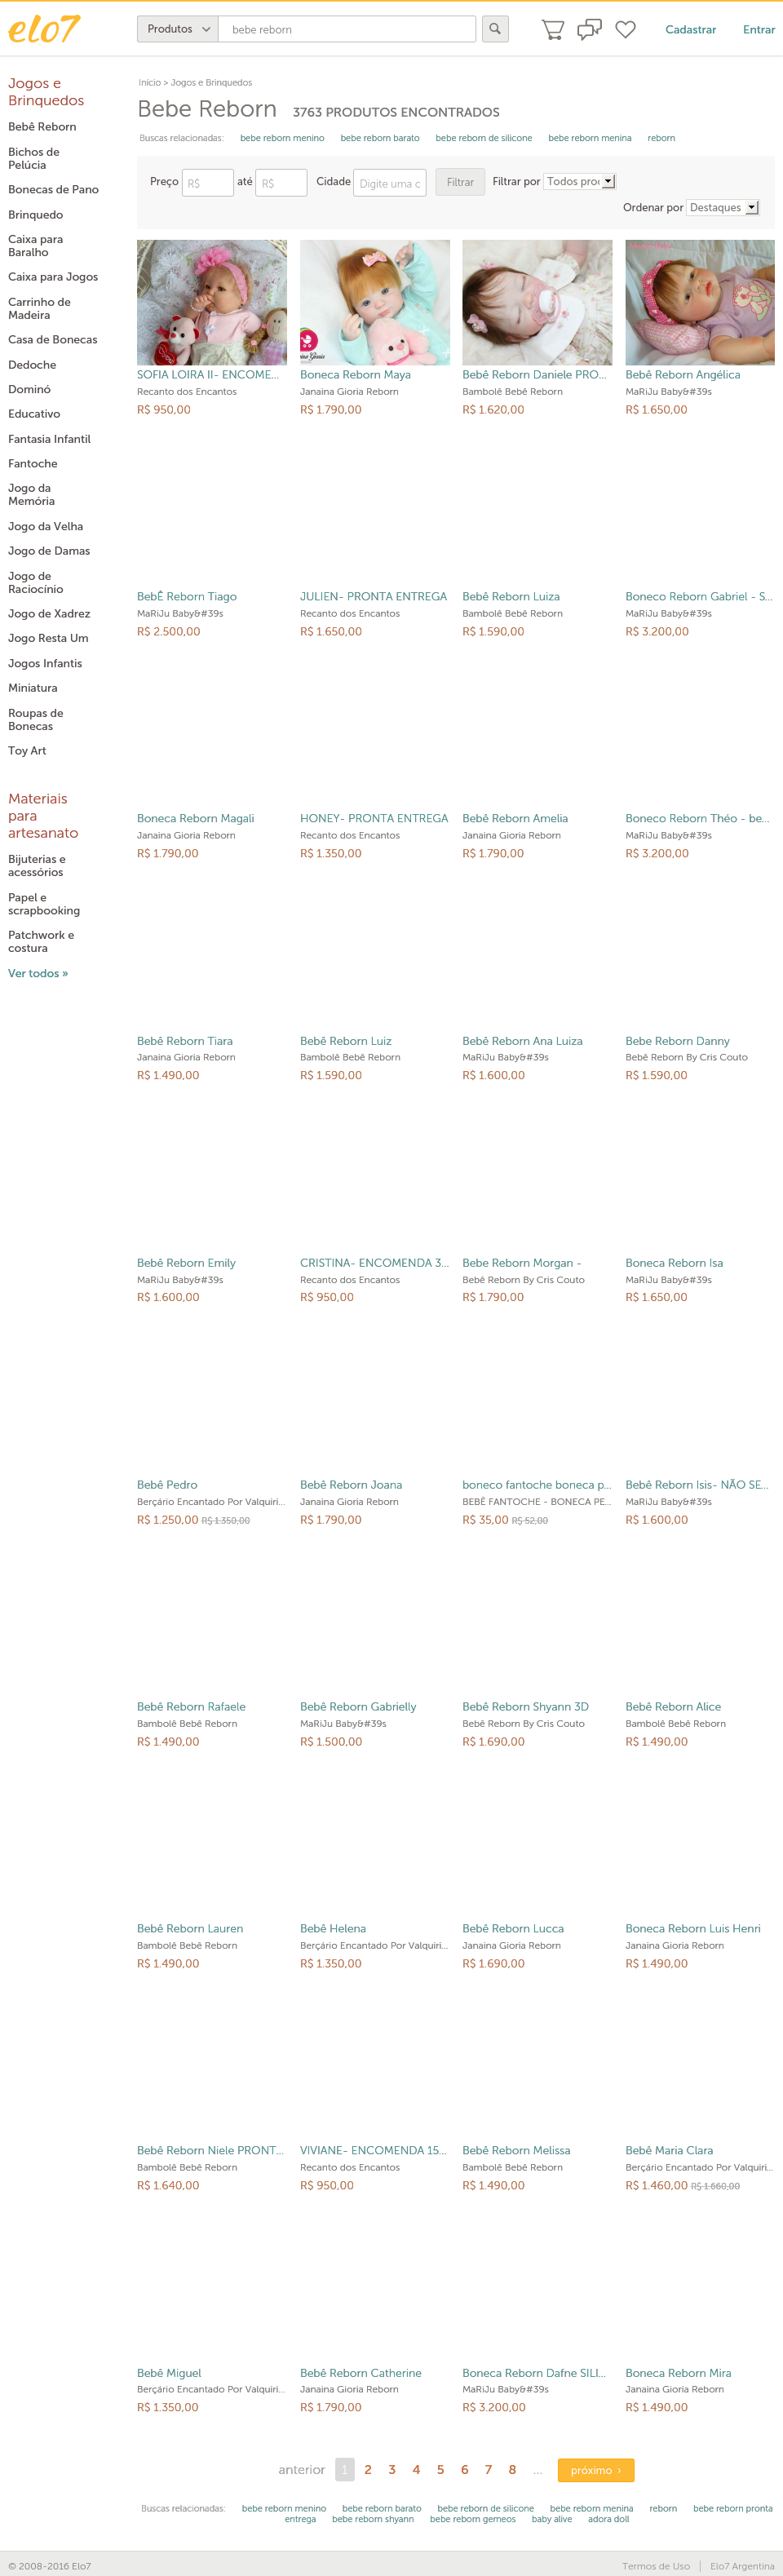 elo7
Produtos
bebe reborn
Cadastrar
Entrar
Jogos e
Brinquedos
Bebê Reborn
Bichos de
Pelúcia
Bonecas de Pano
Brinquedo
Caixa para
Baralho
Caixa para Jogos
Carrinho de
Madeira
Casa de Bonecas
Dedoche
Dominó
Educativo
Fantasia Infantil
Fantoche
Jogo da
Memória
Jogo da Velha
Jogo de Damas
Jogo de
Raciocínio
Jogo de Xadrez
Jogo Resta Um
Jogos Infantis
Miniatura
Roupas de
Bonecas
Toy Art
Materiais
para
artesanato
Bijuterias e
acessórios
Papel e
scrapbooking
Patchwork e
costura
Ver todos »
Início > Jogos e Brinquedos
Bebe Reborn 3763 PRODUTOS ENCONTRADOS
Buscas relacionadas: bebe reborn menino bebe reborn barato bebe reborn de silicone bebe reborn menina reborn
Preço R$ até R$ Cidade Digite uma c Filtrar Filtrar por Todos proc
Ordenar por Destaques
SOFIA LOIRA II- ENCOME... Boneca Reborn Maya Bebê Reborn Daniele PRO... Bebê Reborn Angélica
Recanto dos Encantos Janaina Gioria Reborn Bambolê Bebê Reborn MaRiJu Baby&#39s
R$ 950,00 R$ 1.790,00 R$ 1.620,00 R$ 1.650,00
BebÊ Reborn Tiago JULIEN- PRONTA ENTREGA Bebê Reborn Luiza Boneco Reborn Gabriel - S...
MaRiJu Baby&#39s Recanto dos Encantos Bambolê Bebê Reborn MaRiJu Baby&#39s
R$ 2.500,00 R$ 1.650,00 R$ 1.590,00 R$ 3.200,00
Boneca Reborn Magali HONEY- PRONTA ENTREGA Bebê Reborn Amelia Boneco Reborn Théo - be...
Janaina Gioria Reborn Recanto dos Encantos Janaina Gioria Reborn MaRiJu Baby&#39s
R$ 1.790,00 R$ 1.350,00 R$ 1.790,00 R$ 3.200,00
Bebê Reborn Tiara Bebê Reborn Luiz Bebê Reborn Ana Luiza Bebe Reborn Danny
Janaina Gioria Reborn Bambolê Bebê Reborn MaRiJu Baby&#39s Bebê Reborn By Cris Couto
R$ 1.490,00 R$ 1.590,00 R$ 1.600,00 R$ 1.590,00
Bebê Reborn Emily CRISTINA- ENCOMENDA 3... Bebe Reborn Morgan - Boneca Reborn Isa
MaRiJu Baby&#39s Recanto dos Encantos Bebê Reborn By Cris Couto MaRiJu Baby&#39s
R$ 1.600,00 R$ 950,00 R$ 1.790,00 R$ 1.650,00
Bebê Pedro Bebê Reborn Joana boneco fantoche boneca p... Bebê Reborn Isis- NÃO SE...
Berçário Encantado Por Valquiri... Janaina Gioria Reborn BEBÊ FANTOCHE - BONECA PE... MaRiJu Baby&#39s
R$ 1.250,00 R$ 1.350,00 R$ 1.790,00 R$ 35,00 R$ 52,00 R$ 1.600,00
Bebê Reborn Rafaele Bebê Reborn Gabrielly Bebê Reborn Shyann 3D Bebê Reborn Alice
Bambolê Bebê Reborn MaRiJu Baby&#39s Bebê Reborn By Cris Couto Bambolê Bebê Reborn
R$ 1.490,00 R$ 1.500,00 R$ 1.690,00 R$ 1.490,00
Bebê Reborn Lauren Bebê Helena Bebê Reborn Lucca Boneca Reborn Luis Henri
Bambolê Bebê Reborn Berçário Encantado Por Valquiri... Janaina Gioria Reborn Janaina Gioria Reborn
R$ 1.490,00 R$ 1.350,00 R$ 1.690,00 R$ 1.490,00
Bebê Reborn Niele PRONT... VIVIANE- ENCOMENDA 15... Bebê Reborn Melissa Bebê Maria Clara
Bambolê Bebê Reborn Recanto dos Encantos Bambolê Bebê Reborn Berçário Encantado Por Valquiri...
R$ 1.640,00 R$ 950,00 R$ 1.490,00 R$ 1.460,00 R$ 1.660,00
Bebê Miguel Bebê Reborn Catherine Boneca Reborn Dafne SILI... Boneca Reborn Mira
Berçário Encantado Por Valquiri... Janaina Gioria Reborn MaRiJu Baby&#39s Janaina Gioria Reborn
R$ 1.350,00 R$ 1.790,00 R$ 3.200,00 R$ 1.490,00
anterior 1 2 3 4 5 6 7 8 ... próximo ›
Buscas relacionadas: bebe reborn menino bebe reborn barato bebe reborn de silicone bebe reborn menina reborn bebe reborn pronta
entrega bebe reborn shyann bebe reborn gemeos baby alive adora doll
© 2008-2016 Elo7 Termos de Uso Elo7 Argentina